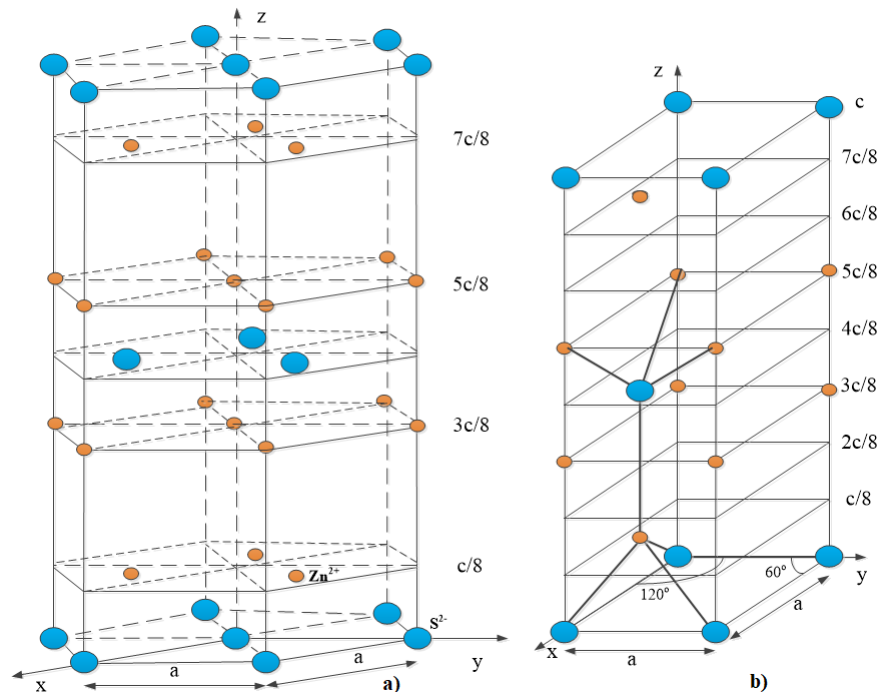 z
7c/8
5c/8
3c/8
c/8
Zn²⁺
S²⁻
x
a
a
y
a)
z
c
7c/8
6c/8
5c/8
4c/8
3c/8
2c/8
c/8
120°
60°
y
x
a
a
b)